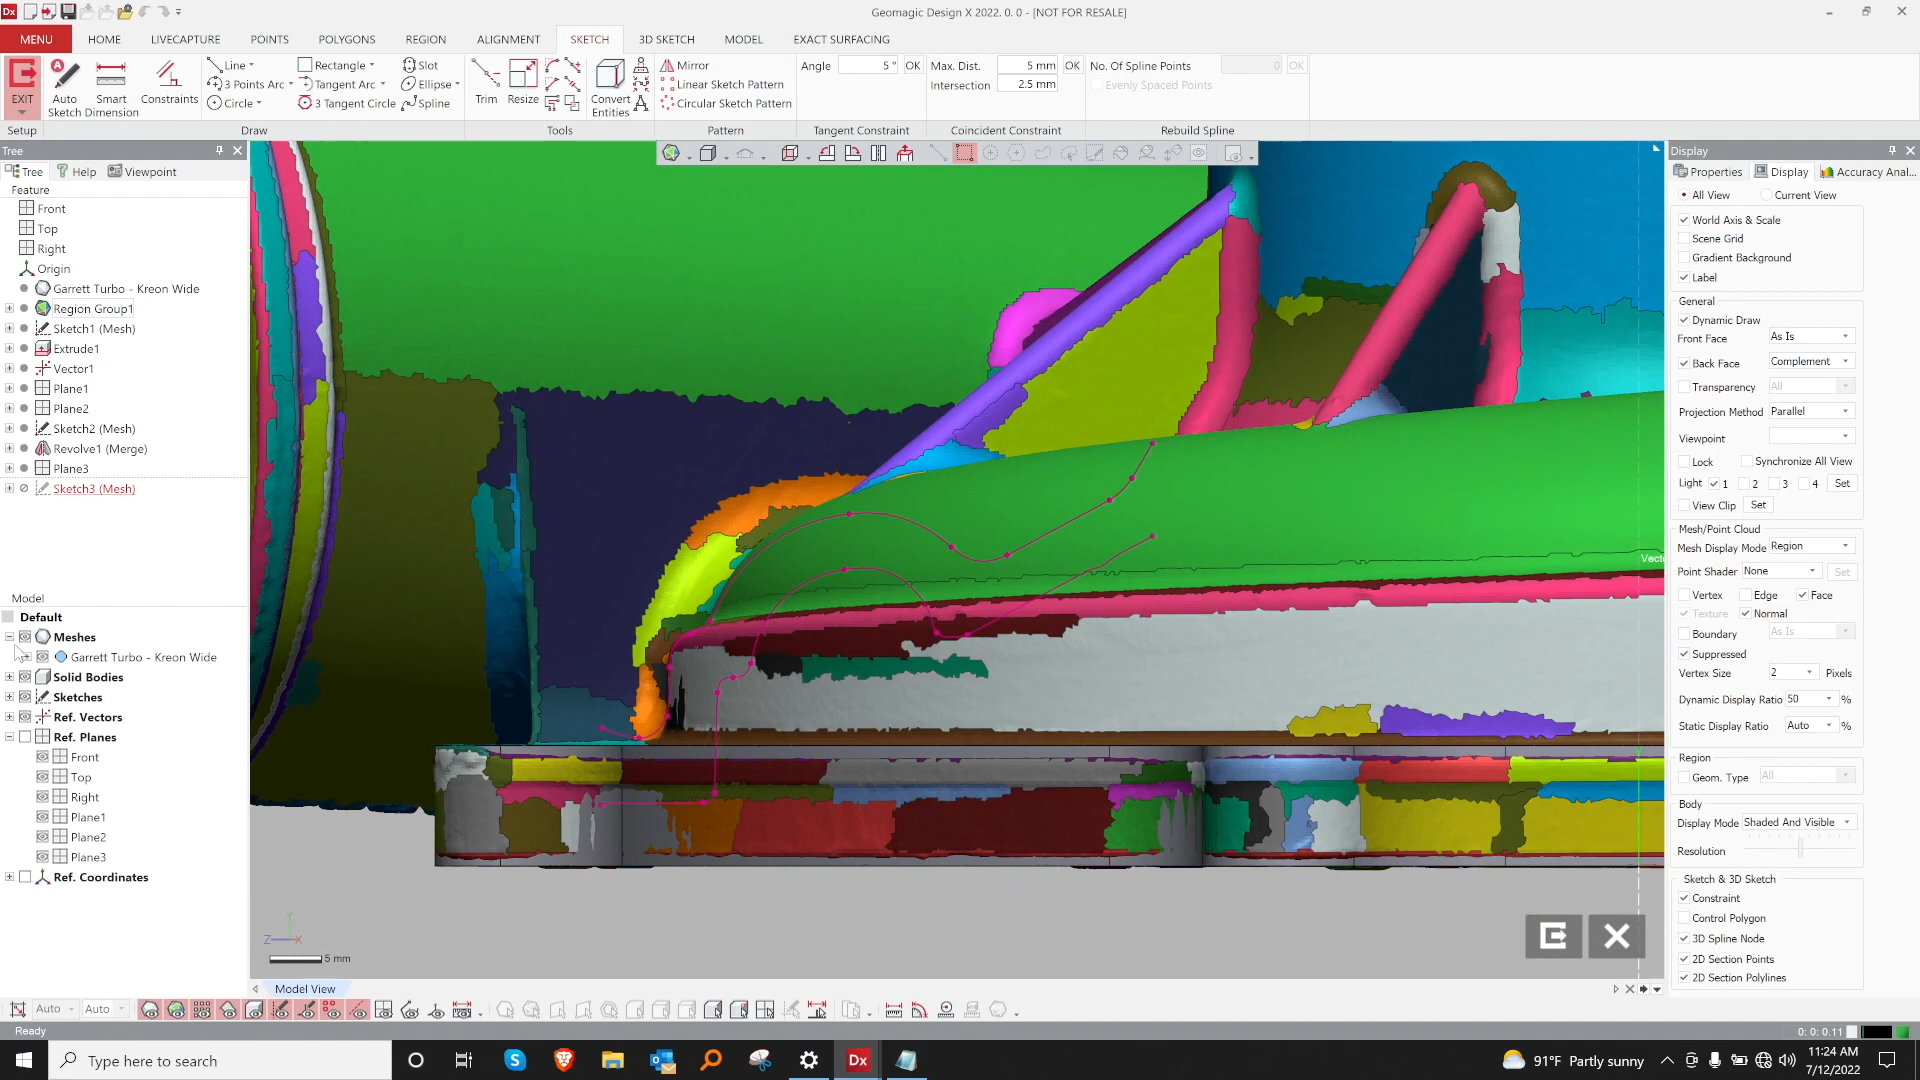 Dx
Geomagic Design X 2022. 0. 0 - [NOT FOR RESALE]
MENU HOME LIVECAPTURE POINTS POLYGONS REGION ALIGNMENT SKETCH 3D SKETCH MODEL EXACT SURFACING
Line Rectangle Slot Mirror Angle 5 ° OK Max. Dist. 5 mm OK No. Of Spline Points 0 OK
3 Points Arc Tangent Arc Ellipse Linear Sketch Pattern Intersection 2.5 mm Evenly Spaced Points
EXIT Auto Sketch Smart Dimension Constraints Circle 3 Tangent Circle Spline Trim Resize Convert Entities Circular Sketch Pattern
Setup Draw Tools Pattern Tangent Constraint Coincident Constraint Rebuild Spline
Tree
Tree Help Viewpoint
Feature
Front
Top
Right
Origin
Garrett Turbo - Kreon Wide
Region Group1
Sketch1 (Mesh)
Extrude1
Vector1
Plane1
Plane2
Sketch2 (Mesh)
Revolve1 (Merge)
Plane3
Sketch3 (Mesh)
Model
Default
Meshes
Garrett Turbo - Kreon Wide
Solid Bodies
Sketches
Ref. Vectors
Ref. Planes
Front
Top
Right
Plane1
Plane2
Plane3
Ref. Coordinates
Vect
Z X
5 mm
Model View
Display
Properties Display Accuracy Anal...
All View Current View
World Axis & Scale
Scene Grid
Gradient Background
Label
General
Dynamic Draw
Front Face As Is
Back Face Complement
Transparency All
Projection Method Parallel
Viewpoint
Lock Synchronize All View
Light 1 2 3 4 Set
View Clip Set
Mesh/Point Cloud
Mesh Display Mode Region
Point Shader None Set
Vertex Edge Face
Texture Normal
Boundary As Is
Suppressed
Vertex Size 2 Pixels
Dynamic Display Ratio 50 %
Static Display Ratio Auto %
Region
Geom. Type All
Body
Display Mode Shaded And Visible
Resolution
Sketch & 3D Sketch
Constraint
Control Polygon
3D Spline Node
2D Section Points
2D Section Polylines
Auto Auto
Ready
0: 0: 0.11
Type here to search
Dx
91°F Partly sunny
11:24 AM
7/12/2022